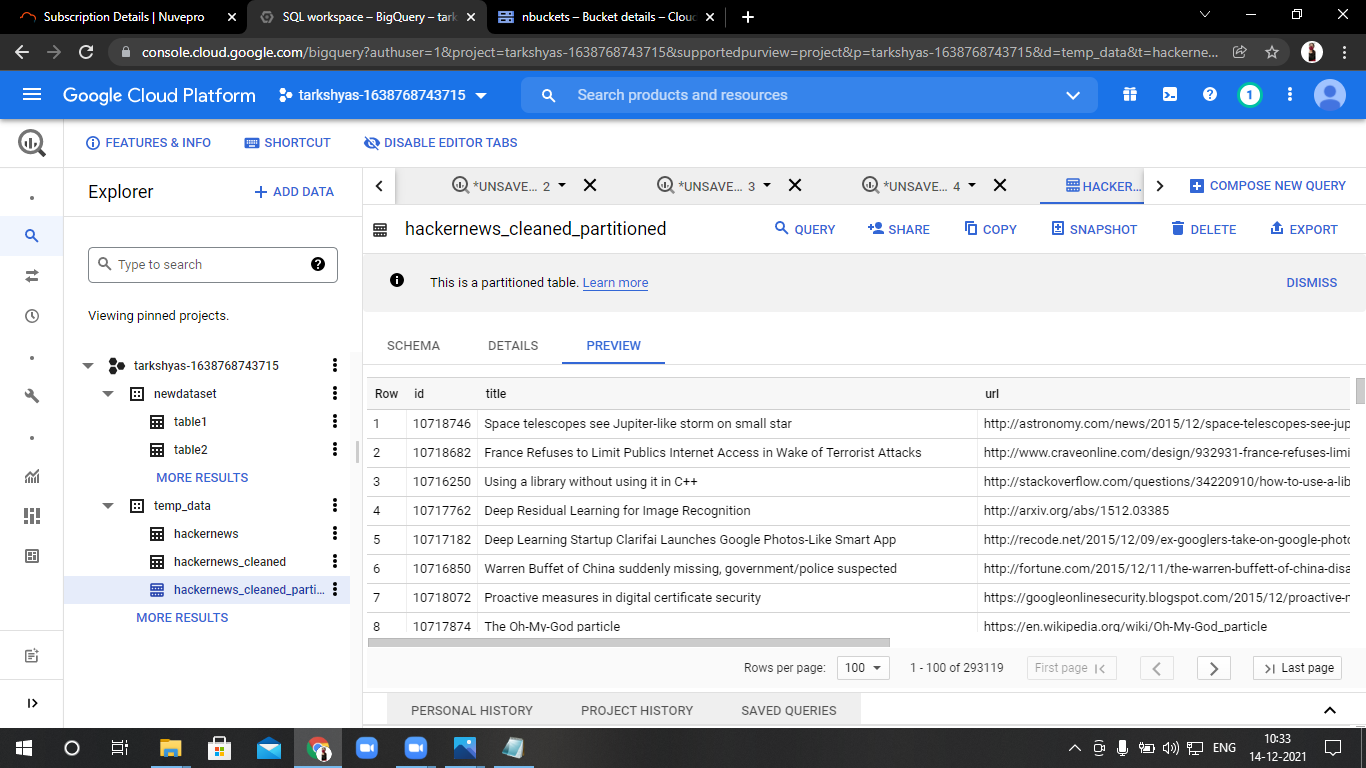 Subscription Details | Nuvepro
SQL workspace – BigQuery – tark
nbuckets – Bucket details – Clou
console.cloud.google.com/bigquery?authuser=1&project=tarkshyas-1638768743715&supportedpurview=project&p=tarkshyas-1638768743715&d=temp_data&t=hackerne...
Google Cloud Platform
tarkshyas-1638768743715
Search products and resources
1
FEATURES & INFO
SHORTCUT
DISABLE EDITOR TABS
Explorer
+ ADD DATA
*UNSAVE... 2
*UNSAVE... 3
*UNSAVE... 4
HACKER...
COMPOSE NEW QUERY
hackernews_cleaned_partitioned
QUERY
SHARE
COPY
SNAPSHOT
DELETE
EXPORT
Type to search
This is a partitioned table. Learn more
DISMISS
Viewing pinned projects.
SCHEMA
DETAILS
PREVIEW
tarkshyas-1638768743715
newdataset
table1
table2
MORE RESULTS
temp_data
hackernews
hackernews_cleaned
hackernews_cleaned_parti...
MORE RESULTS
Row id title url
1 10718746 Space telescopes see Jupiter-like storm on small star http://astronomy.com/news/2015/12/space-telescopes-see-jup
2 10718682 France Refuses to Limit Publics Internet Access in Wake of Terrorist Attacks http://www.craveonline.com/design/932931-france-refuses-limi
3 10716250 Using a library without using it in C++ http://stackoverflow.com/questions/34220910/how-to-use-a-lib
4 10717762 Deep Residual Learning for Image Recognition http://arxiv.org/abs/1512.03385
5 10717182 Deep Learning Startup Clarifai Launches Google Photos-Like Smart App http://recode.net/2015/12/09/ex-googlers-take-on-google-photo
6 10716850 Warren Buffet of China suddenly missing, government/police suspected http://fortune.com/2015/12/11/the-warren-buffett-of-china-disa
7 10718072 Proactive measures in digital certificate security https://googleonlinesecurity.blogspot.com/2015/12/proactive-m
8 10717874 The Oh-My-God particle https://en.wikipedia.org/wiki/Oh-My-God_particle
Rows per page: 100 1 - 100 of 293119 First page Last page
PERSONAL HISTORY
PROJECT HISTORY
SAVED QUERIES
ENG
10:33
14-12-2021